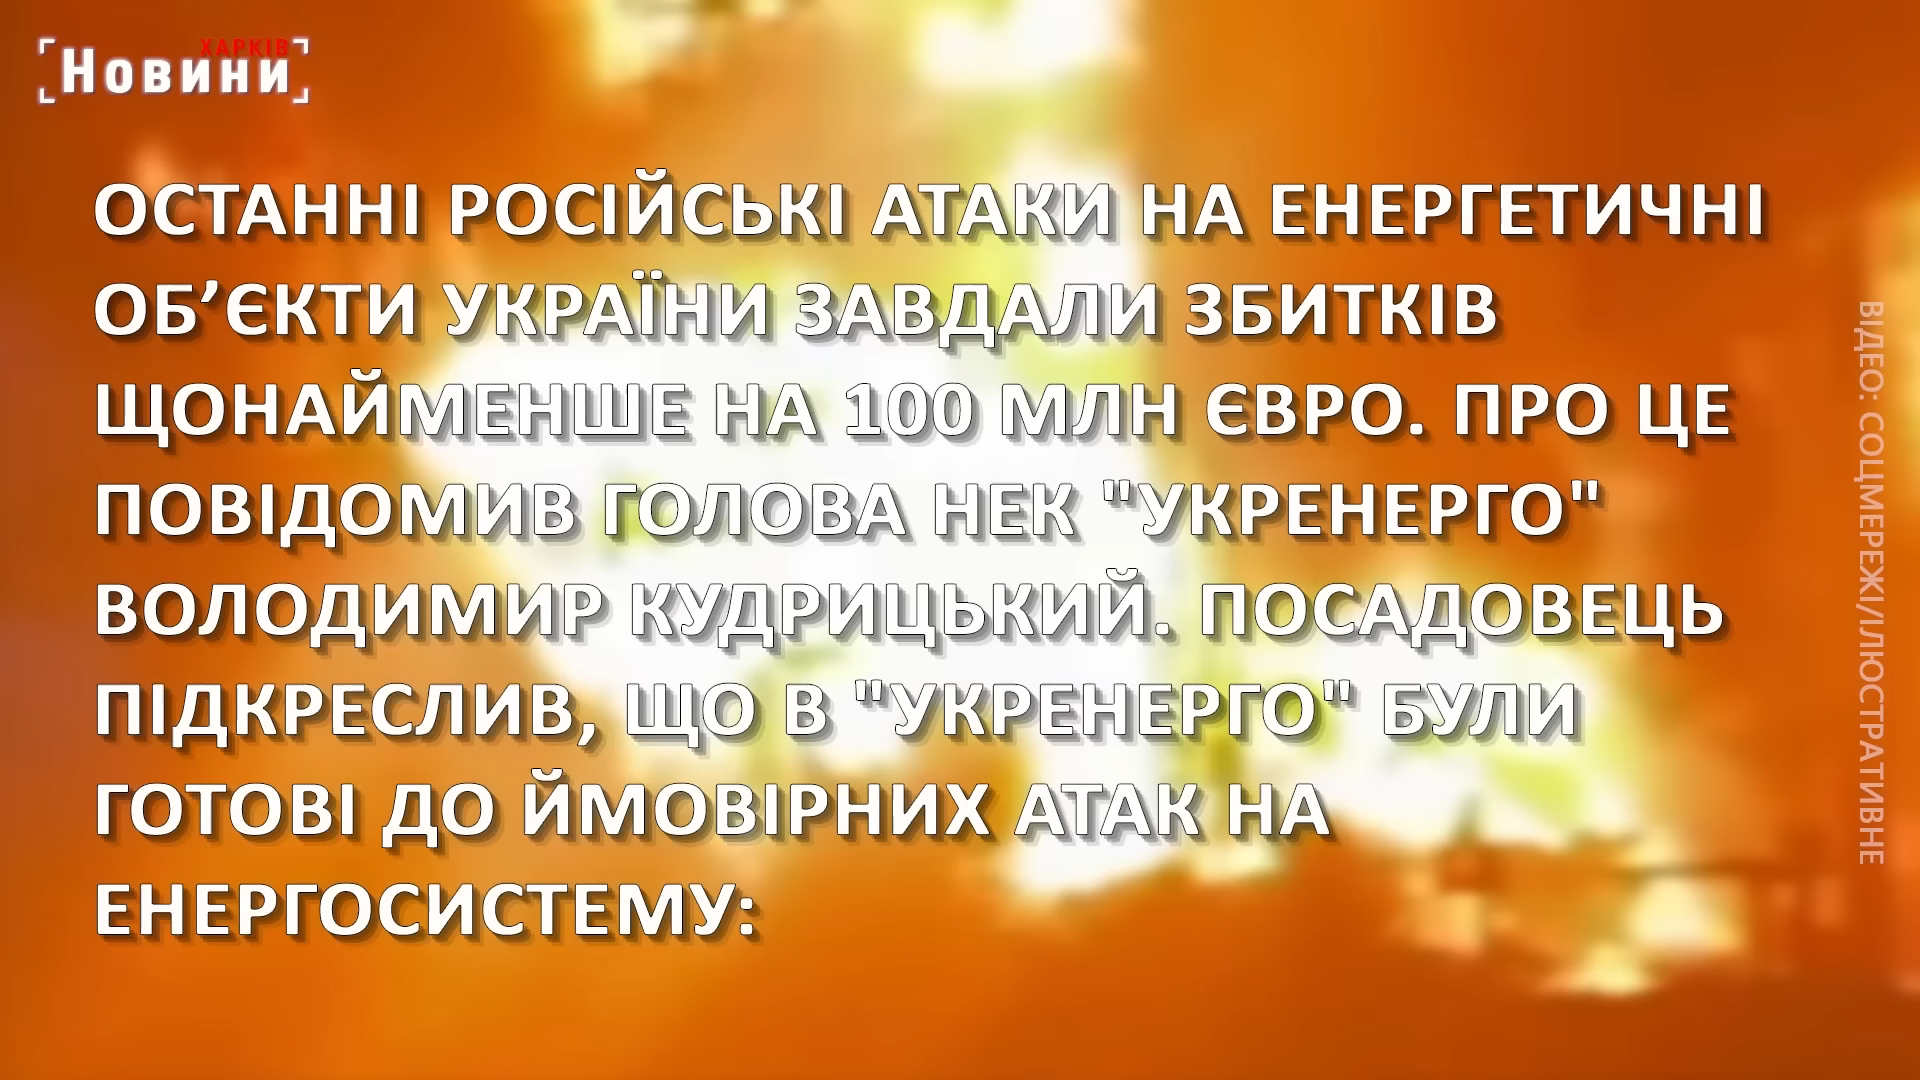 ХАРКІВ
Новини
ОСТАННІ РОСІЙСЬКІ АТАКИ НА ЕНЕРГЕТИЧНІ
ОБ’ЄКТИ УКРАЇНИ ЗАВДАЛИ ЗБИТКІВ
ЩОНАЙМЕНШЕ НА 100 МЛН ЄВРО. ПРО ЦЕ
ПОВІДОМИВ ГОЛОВА НЕК "УКРЕНЕРГО"
ВОЛОДИМИР КУДРИЦЬКИЙ. ПОСАДОВЕЦЬ
ПІДКРЕСЛИВ, ЩО В "УКРЕНЕРГО" БУЛИ
ГОТОВІ ДО ЙМОВІРНИХ АТАК НА
ЕНЕРГОСИСТЕМУ:
ВІДЕО: СОЦМЕРЕЖІ/ІЛЮСТРАТИВНЕ